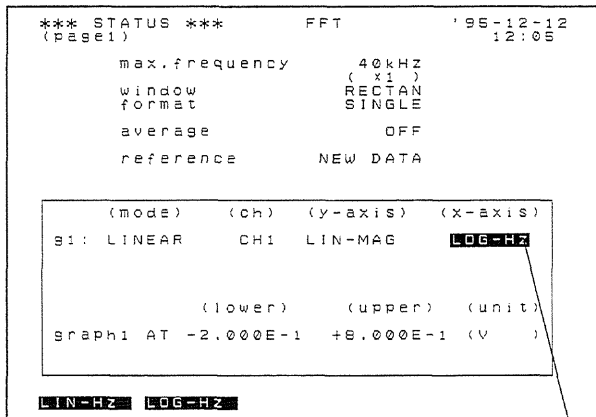 *** STATUS *** FFT '95-12-12
(page1) 12:05
max.frequency 40kHz
( x1 )
window RECTAN
format SINGLE
average OFF
reference NEW DATA
(mode) (ch) (y-axis) (x-axis)
g1: LINEAR CH1 LIN-MAG LOG-Hz
(lower) (upper) (unit)
graph1 AT -2.000E-1 +8.000E-1 (V )
LIN-Hz LOG-Hz